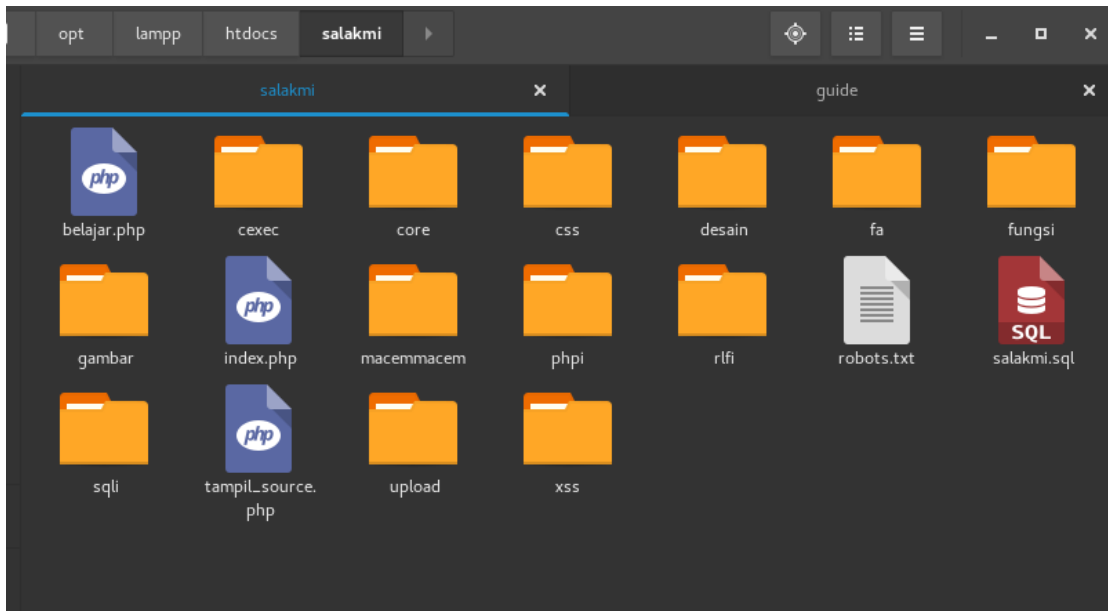 opt lampp htdocs salakmi
salakmi guide
php
belajar.php cexec core css desain fa fungsi
php
SQL
gambar index.php macemmacem phpi rlfi robots.txt salakmi.sql
php
sqli tampil_source. upload xss
php